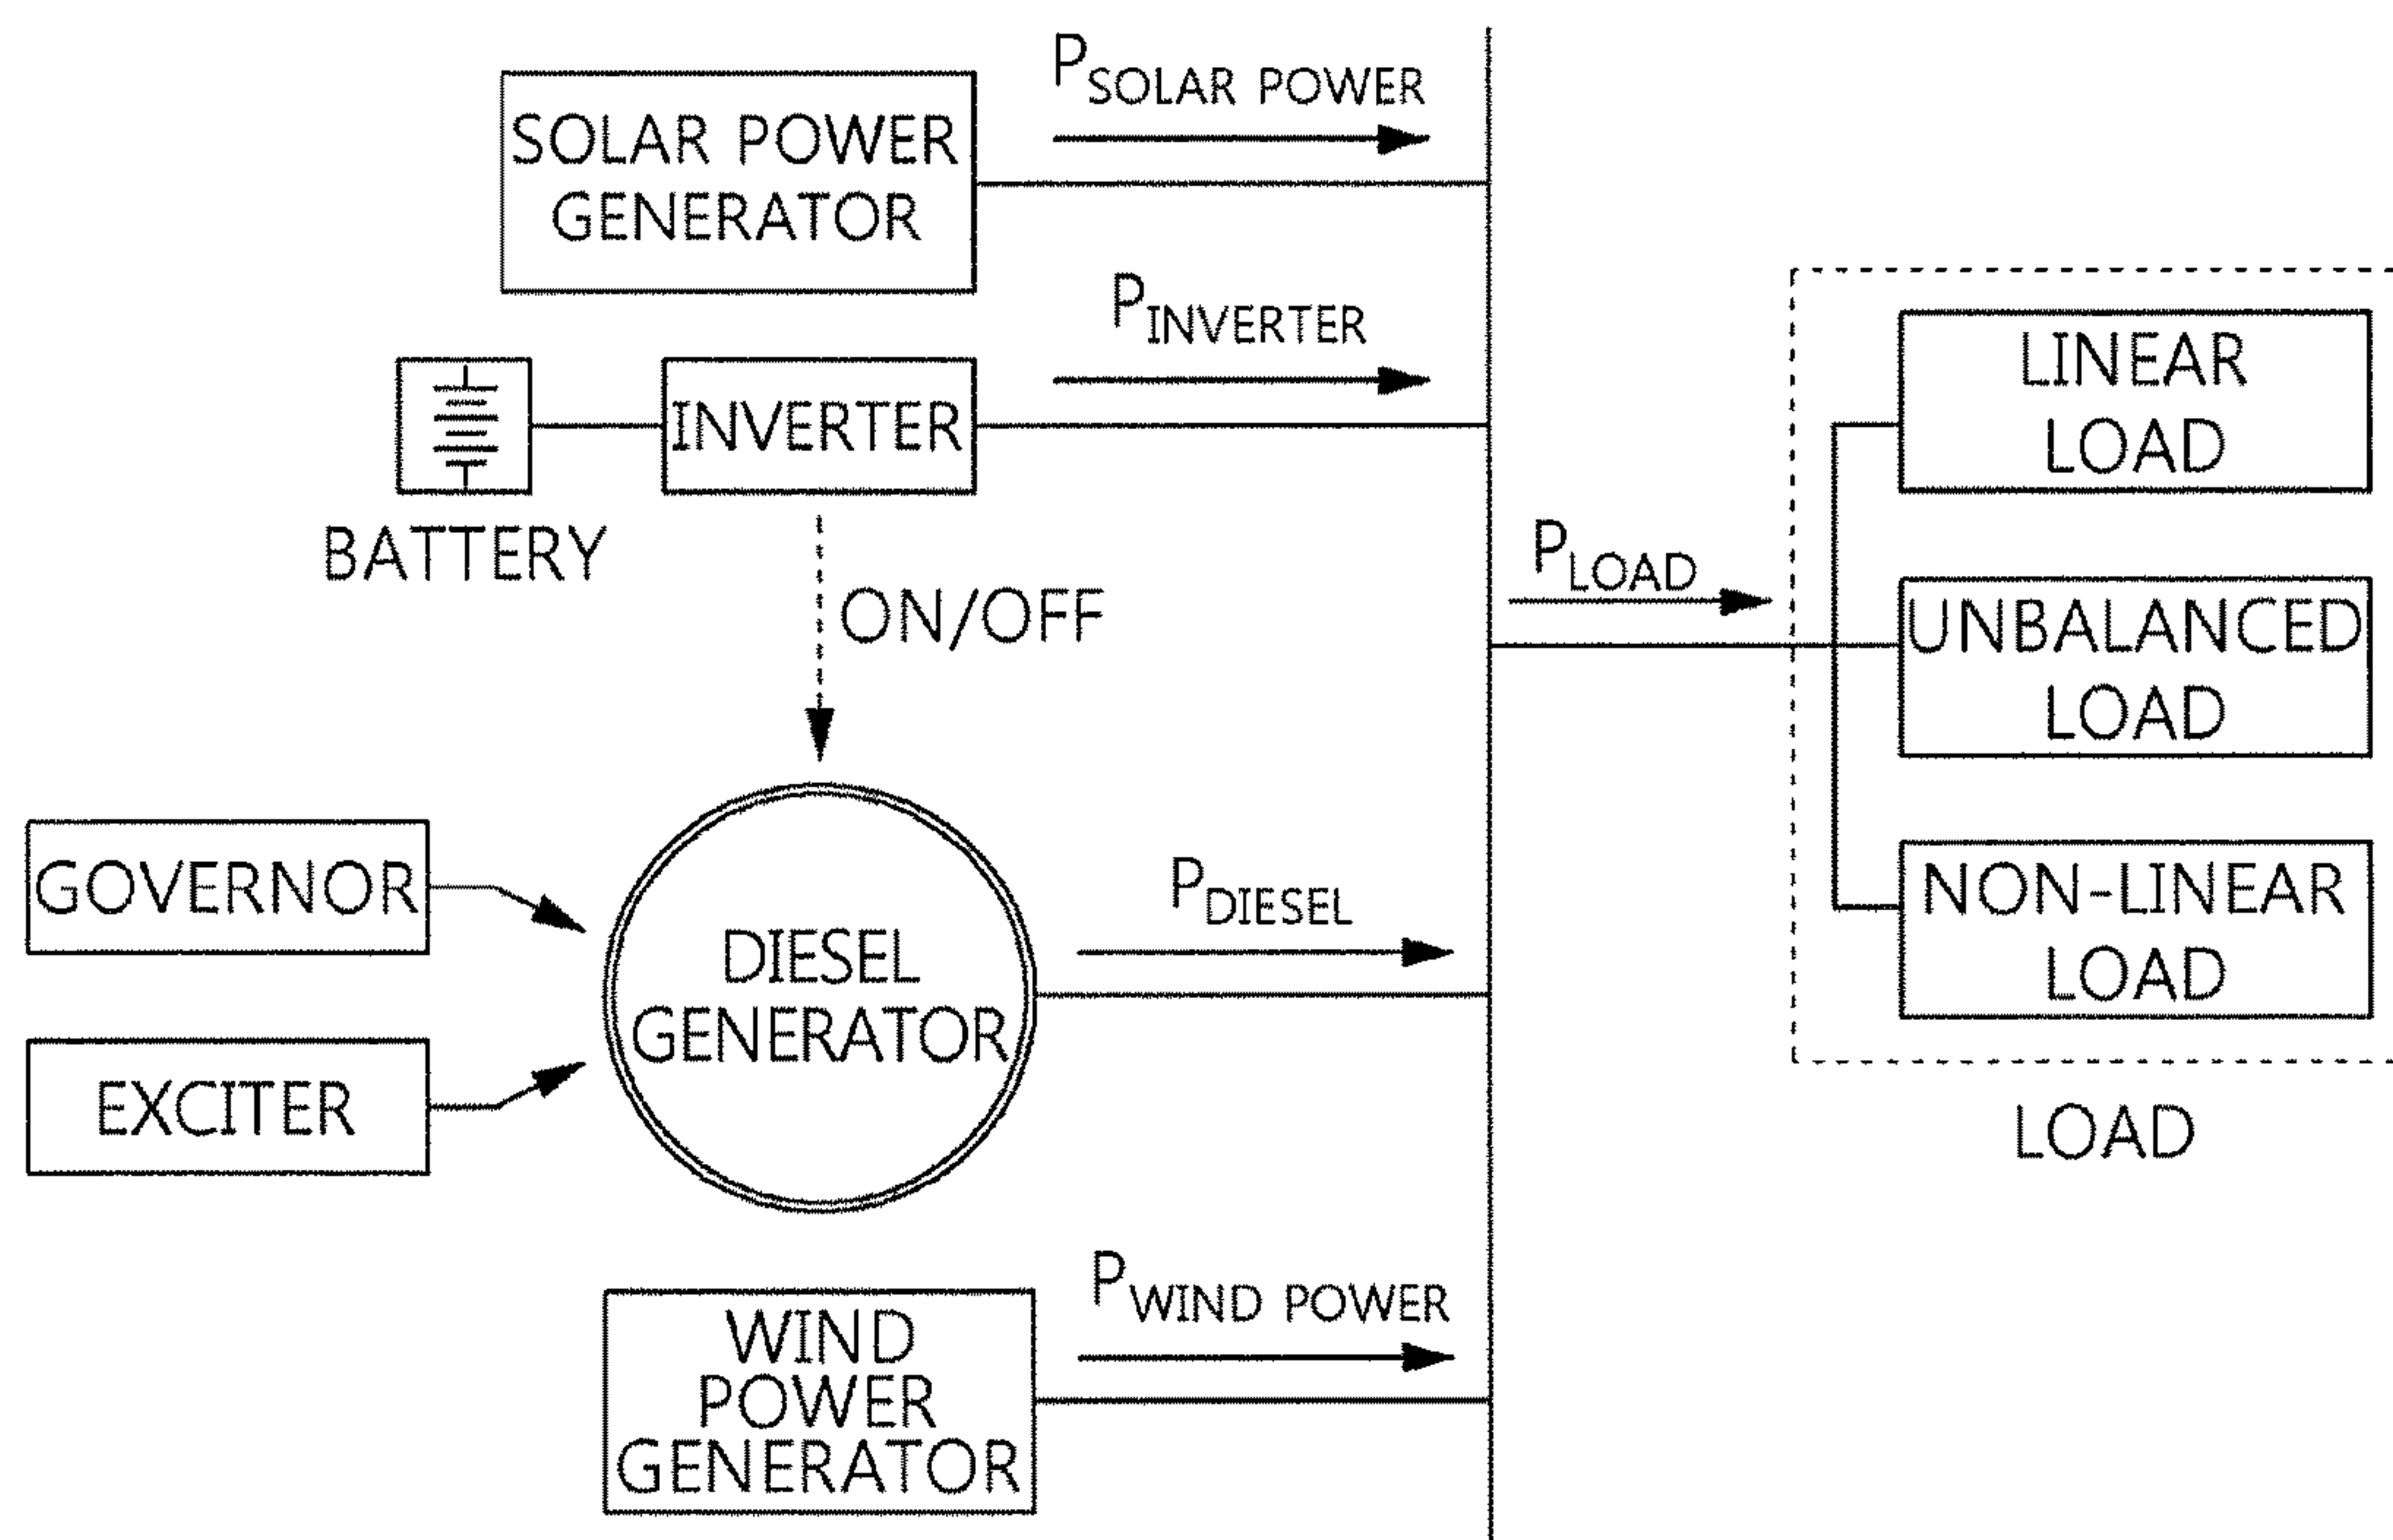 P SOLAR POWER
SOLAR POWER
GENERATOR
P INVERTER
INVERTER
BATTERY
ON/OFF
P LOAD
LINEAR
LOAD
UNBALANCED
LOAD
NON-LINEAR
LOAD
LOAD
GOVERNOR
EXCITER
DIESEL
GENERATOR
P DIESEL
P WIND POWER
WIND
POWER
GENERATOR